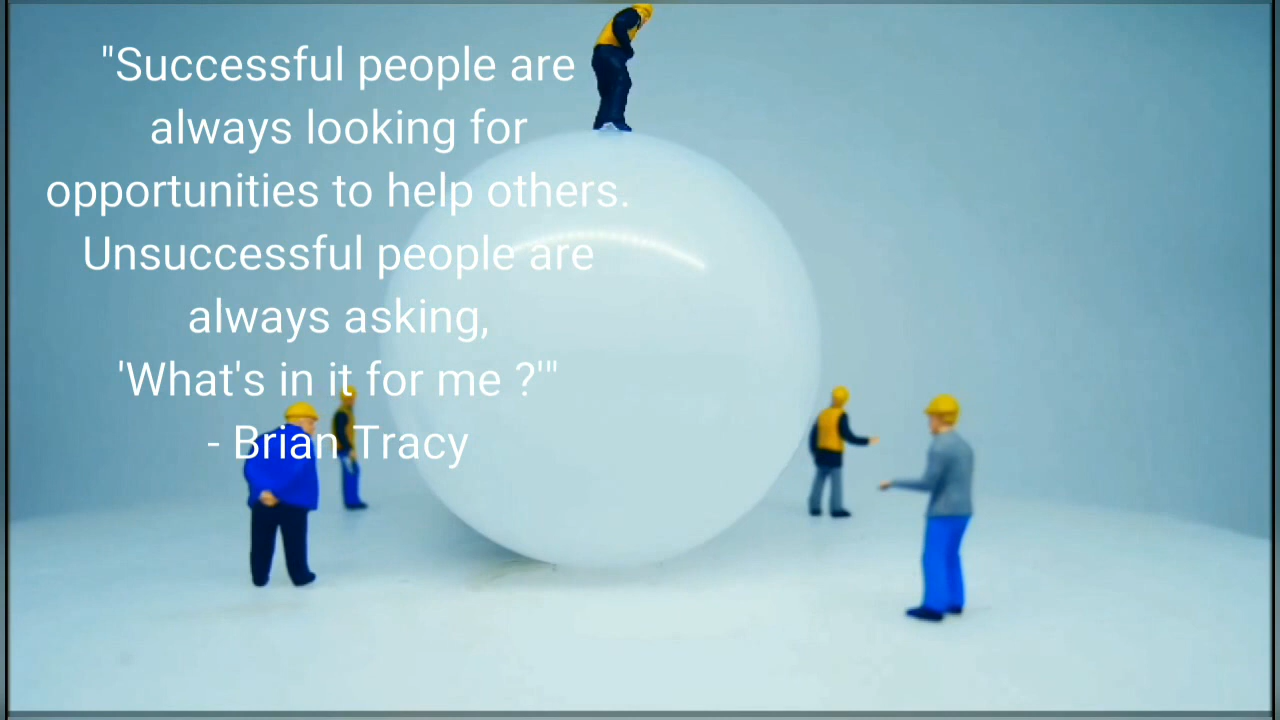 "Successful people are
always looking for
opportunities to help others.
Unsuccessful people are
always asking,
'What's in it for me ?'"
- Brian Tracy